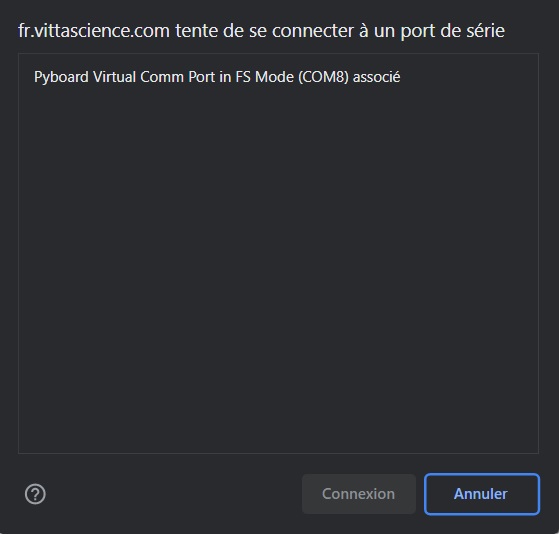 fr.vittascience.com tente de se connecter à un port de série
Pyboard Virtual Comm Port in FS Mode (COM8) associé
?
Connexion
Annuler